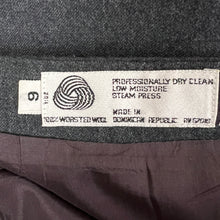 6
PROFESSIONALLY DRY CLEAN
LOW MOISTURE
STEAM PRESS
MADE IN
100% WORSTED WOOL DOMINICAN REPUBLIC